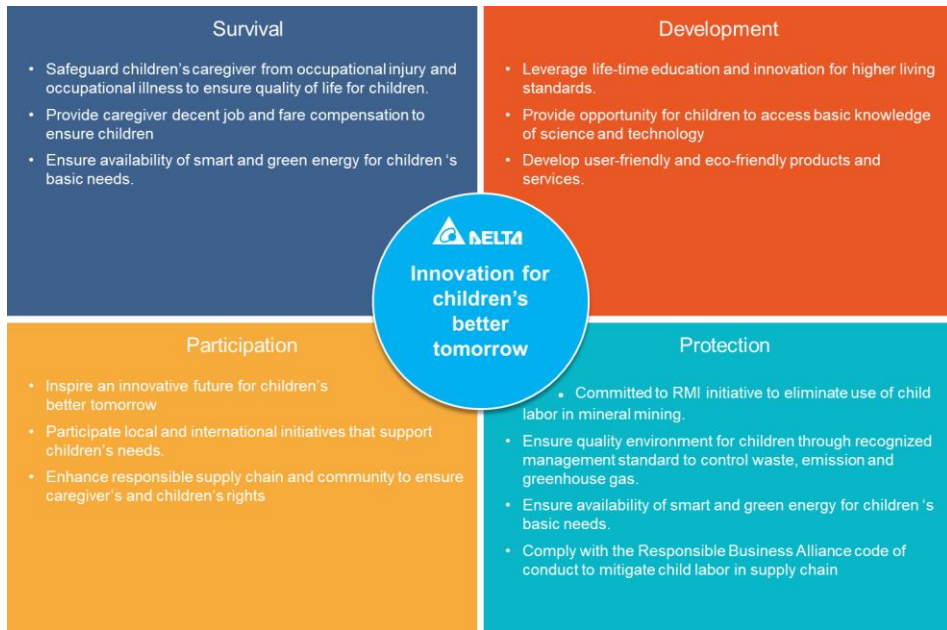 Survival
• Safeguard children's caregiver from occupational injury and
occupational illness to ensure quality of life for children.
• Provide caregiver decent job and fare compensation to
ensure children
• Ensure availability of smart and green energy for children 's
basic needs.
Development
• Leverage life-time education and innovation for higher living
standards.
• Provide opportunity for children to access basic knowledge
of science and technology
• Develop user-friendly and eco-friendly products and
services.
DELTA
Innovation for
children's
better
tomorrow
Participation
• Inspire an innovative future for children's
better tomorrow
• Participate local and international initiatives that support
children's needs.
• Enhance responsible supply chain and community to ensure
caregiver's and children's rights
Protection
• Committed to RMI initiative to eliminate use of child
labor in mineral mining.
• Ensure quality environment for children through recognized
management standard to control waste, emission and
greenhouse gas.
• Ensure availability of smart and green energy for children 's
basic needs.
• Comply with the Responsible Business Alliance code of
conduct to mitigate child labor in supply chain